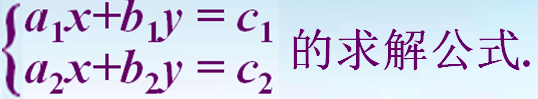 a₁x+b₁y = c₁
a₂x+b₂y = c₂ 的求解公式.